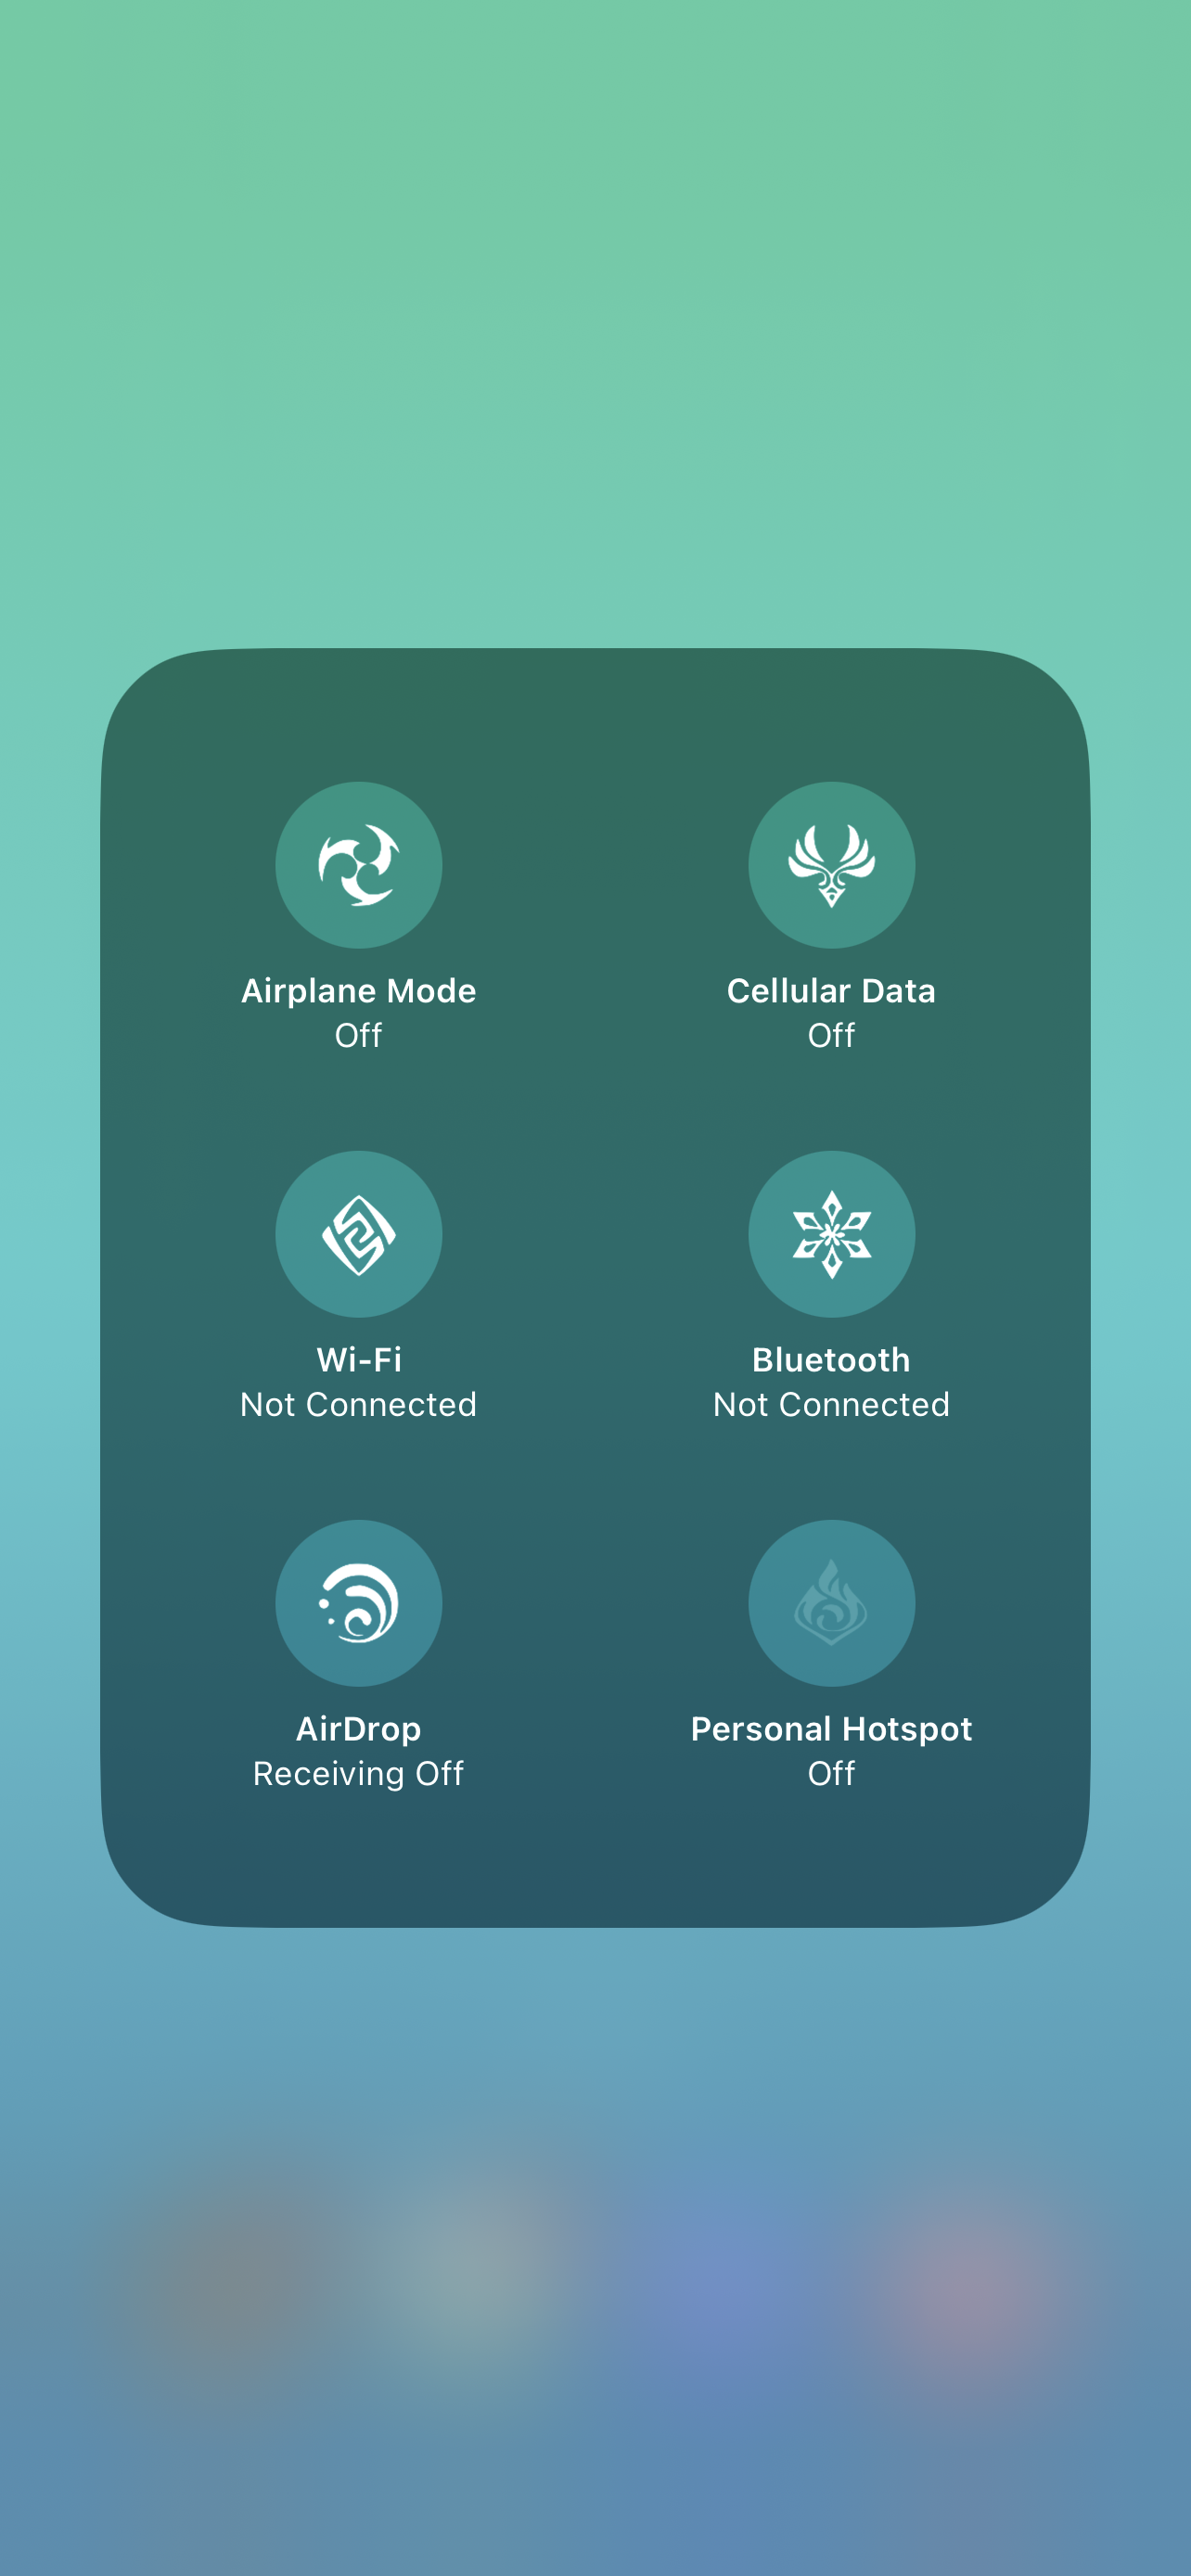 Airplane Mode
Off
Cellular Data
Off
Wi-Fi
Not Connected
Bluetooth
Not Connected
AirDrop
Receiving Off
Personal Hotspot
Off